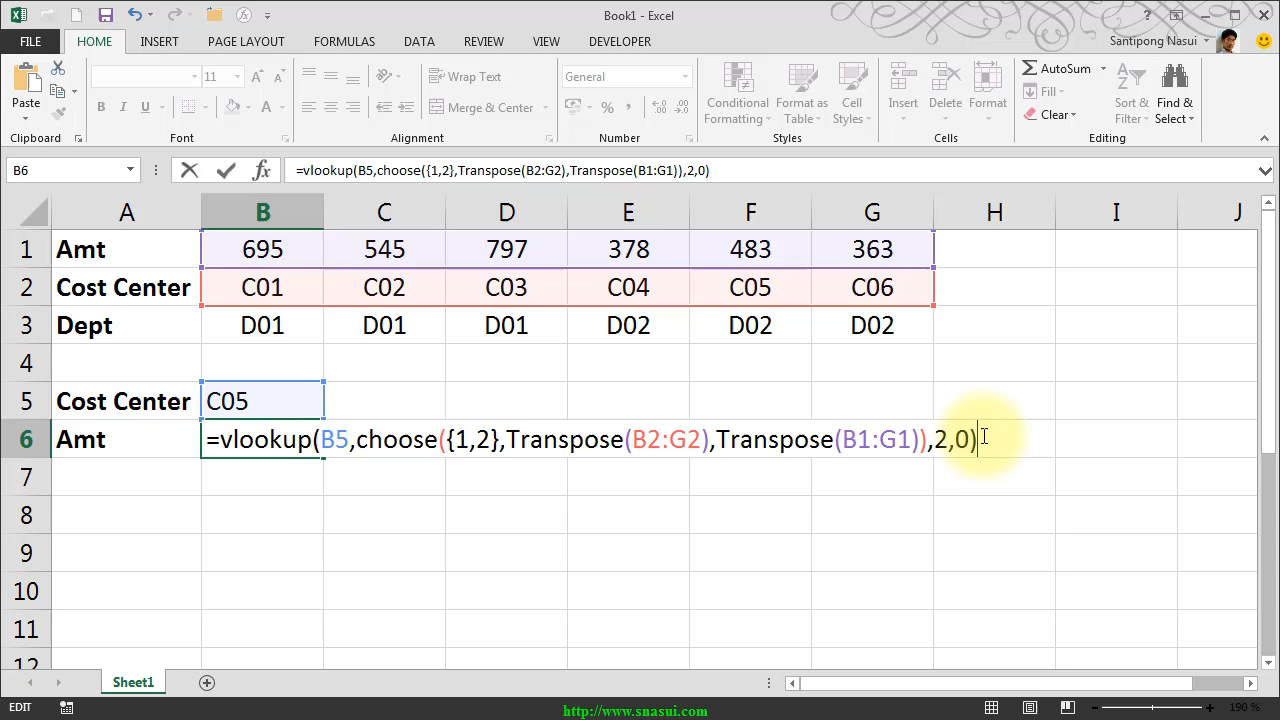 Book1 - Excel
FILE HOME INSERT PAGE LAYOUT FORMULAS DATA REVIEW VIEW DEVELOPER Santipong Nasui
Paste
11
Wrap Text
Merge & Center
General
Conditional Formatting
Format as Table
Cell Styles
Insert
Delete
Format
AutoSum
Fill
Clear
Sort & Filter
Find & Select
Clipboard Font Alignment Number Styles Cells Editing
B6 =vlookup(B5,choose({1,2},Transpose(B2:G2),Transpose(B1:G1)),2,0)
A B C D E F G H I J
1 Amt 695 545 797 378 483 363
2 Cost Center C01 C02 C03 C04 C05 C06
3 Dept D01 D01 D01 D02 D02 D02
4
5 Cost Center C05
6 Amt =vlookup(B5,choose({1,2},Transpose(B2:G2),Transpose(B1:G1)),2,0)
7
8
9
10
11
12
Sheet1
EDIT http://www.snasui.com 190 %